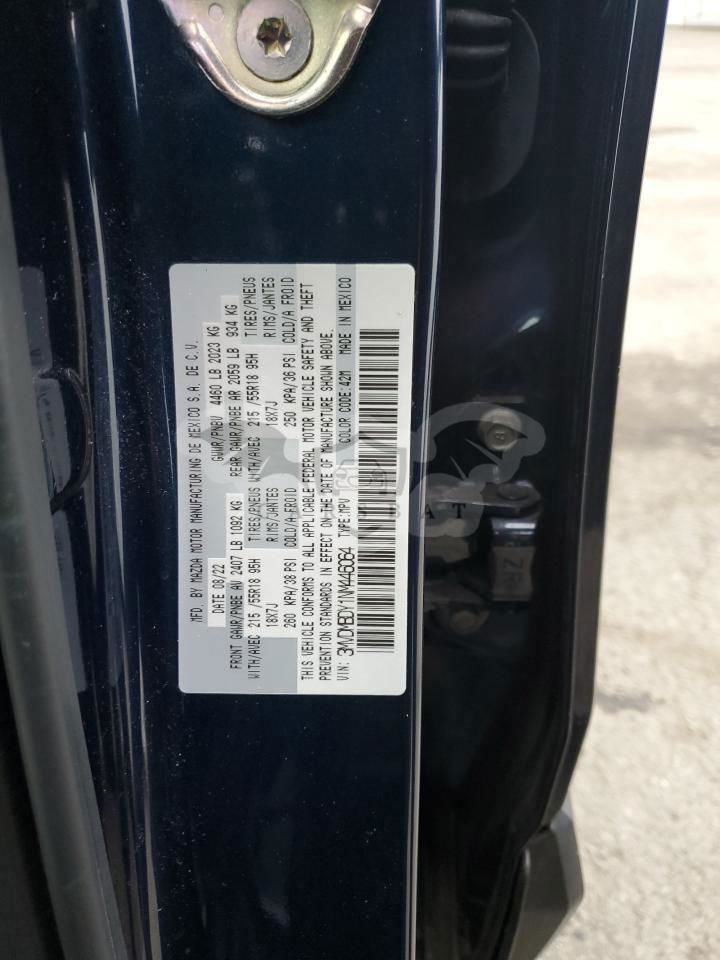 MFD. BY MAZDA MOTOR MANUFACTURING DE MEXICO S.A. DE C.V.
DATE 08/22 GVWR/PNBV 4460 LB 2023 KG
FRONT GAWR/PNBE AV 2407 LB 1092 KG REAR GAWR/PNBE AR 2059 LB 934 KG
WITH/AVEC 215 /55R18 95H TIRES/PNEUS WITH/AVEC 215 /55R18 95H TIRES/PNEUS
18X7J RIMS/JANTES 18X7J RIMS/JANTES
260 KPA/38 PSI COLD/A FROID 250 KPA/36 PSI COLD/A FROID
THIS VEHICLE CONFORMS TO ALL APPLICABLE FEDERAL MOTOR VEHICLE SAFETY AND THEFT
PREVENTION STANDARDS IN EFFECT ON THE DATE OF MANUFACTURE SHOWN ABOVE.
VIN: 3MVDMBDY1NM446064 TYPE:MPV COLOR CODE:42M MADE IN MEXICO